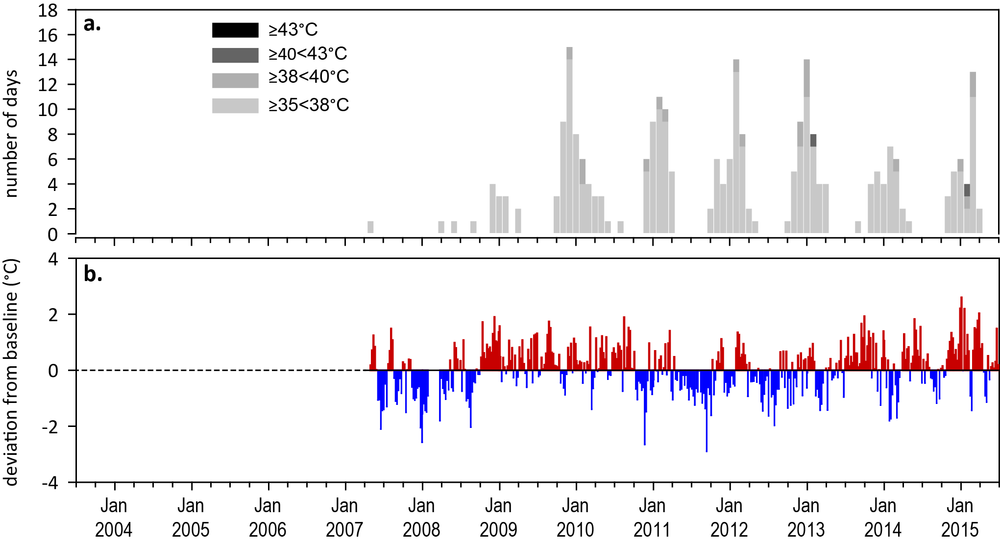 18
16
14
12
10
8
6
4
2
0
number of days
a.
≥43°C
≥40<43°C
≥38<40°C
≥35<38°C
4
2
0
-2
-4
deviation from baseline (°C)
b.
Jan Jan Jan Jan Jan Jan Jan Jan Jan Jan Jan Jan
2004 2005 2006 2007 2008 2009 2010 2011 2012 2013 2014 2015